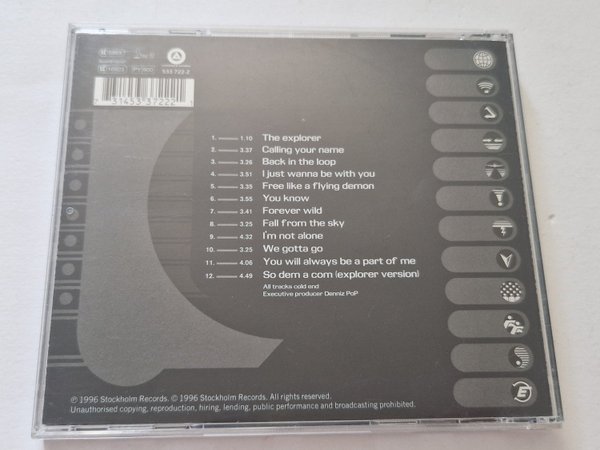 533 722-2
PY 900
31453 37222
1. 1.10 The explorer
2. 3.37 Calling your name
3. 3.26 Back in the loop
4. 3.51 I just wanna be with you
5. 3.35 Free like a flying demon
6. 3.55 You know
7. 3.41 Forever wild
8. 3.25 Fall from the sky
9. 4.32 I'm not alone
10. 3.25 We gotta go
11. 4.06 You will always be a part of me
12. 4.49 So dem a com (explorer version)
All tracks cold end
Executive producer Denniz PoP
℗ 1996 Stockholm Records. © 1996 Stockholm Records. All rights reserved.
Unauthorised copying, reproduction, hiring, lending, public performance and broadcasting prohibited.